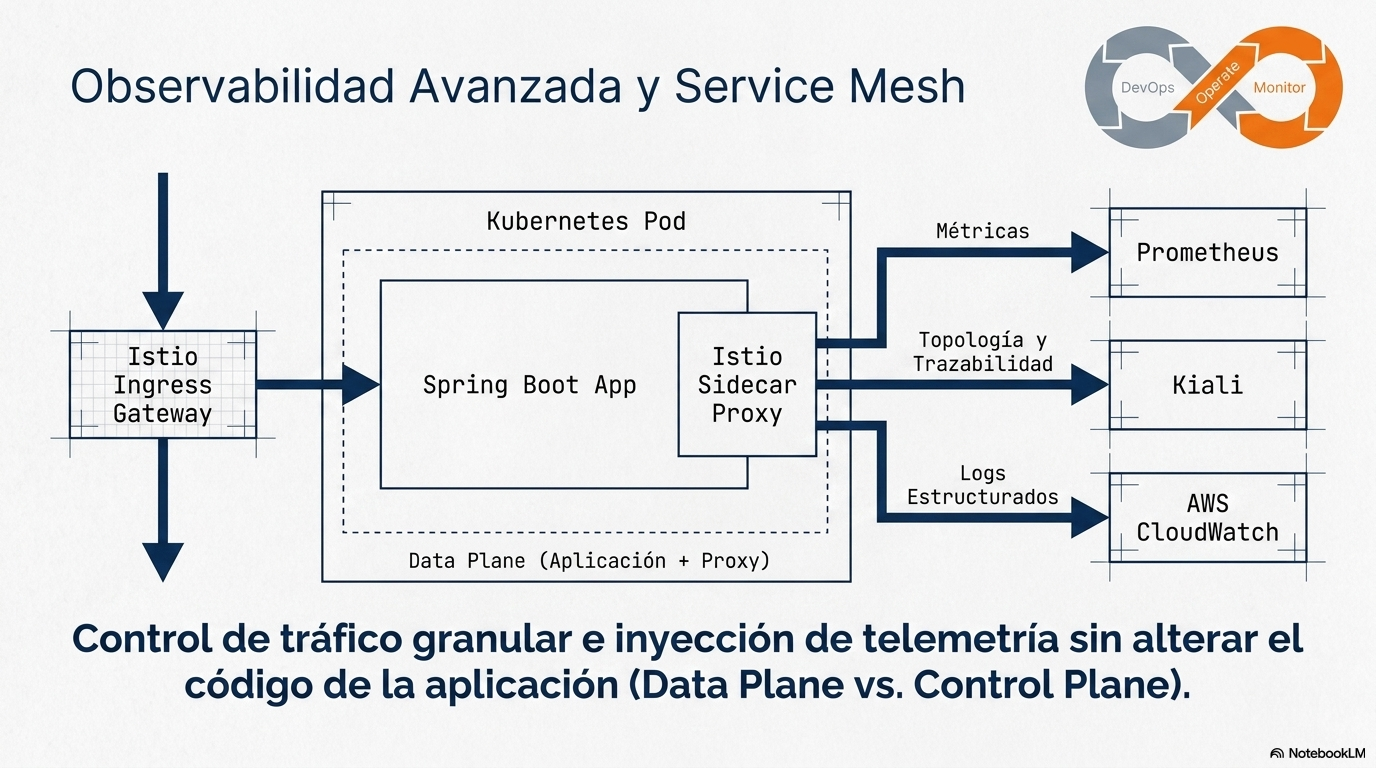 Observabilidad Avanzada y Service Mesh
DevOps
Operate
Monitor
Istio
Ingress
Gateway
Kubernetes Pod
Spring Boot App
Istio
Sidecar
Proxy
Data Plane (Aplicación + Proxy)
Métricas
Prometheus
Topología y
Trazabilidad
Kiali
Logs
Estructurados
AWS
CloudWatch
Control de tráfico granular e inyección de telemetría sin alterar el
código de la aplicación (Data Plane vs. Control Plane).
NotebookLM